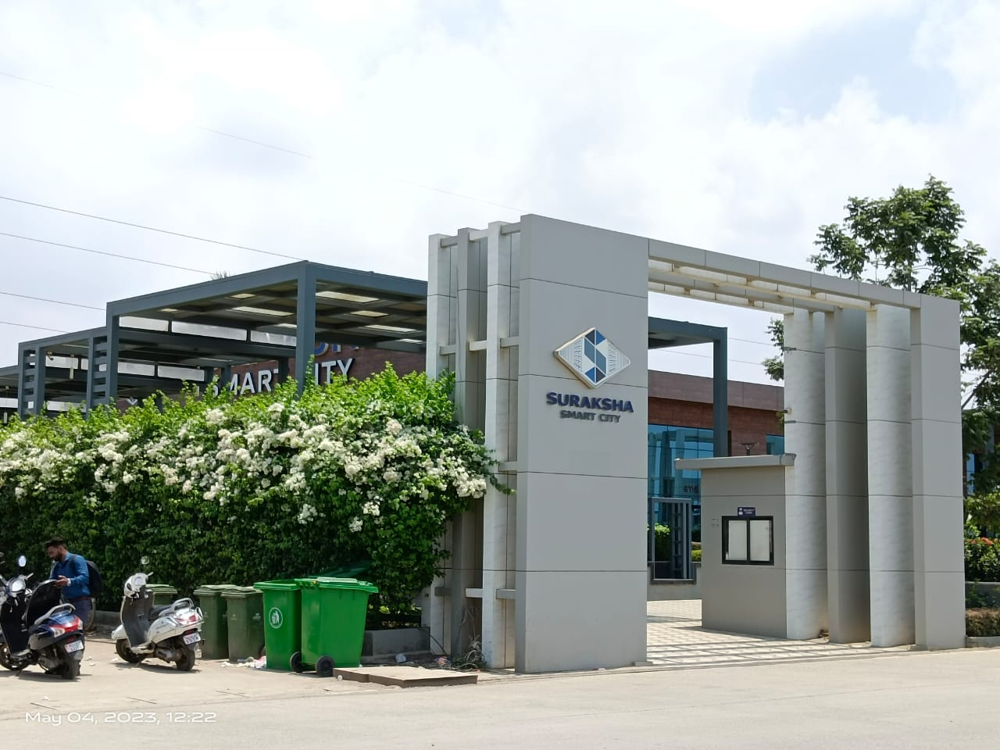 SMART CITY
SURAKSHA
SMART CITY
May 04, 2023, 12:22